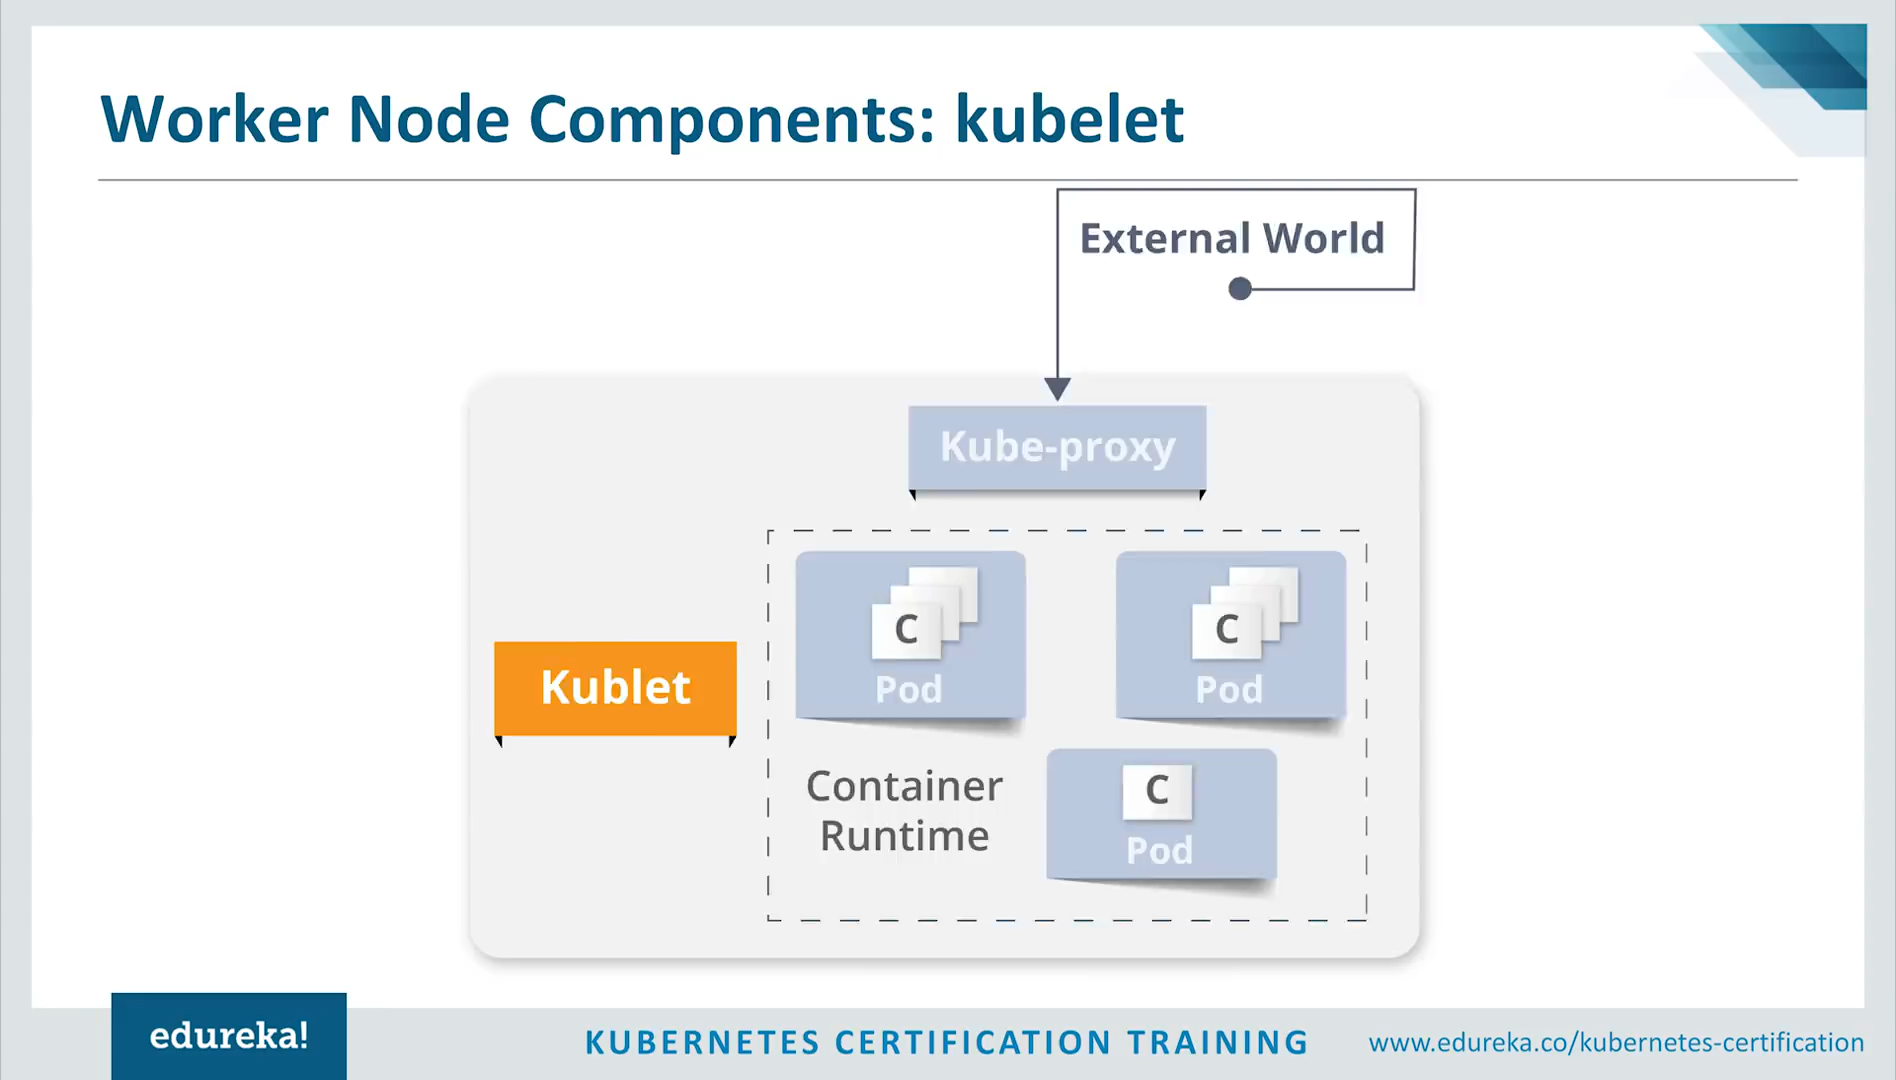 Worker Node Components: kubelet
External World
Kube-proxy
C
Pod
C
Pod
Kublet
Container
Runtime
C
Pod
edureka!
KUBERNETES CERTIFICATION TRAINING
www.edureka.co/kubernetes-certification